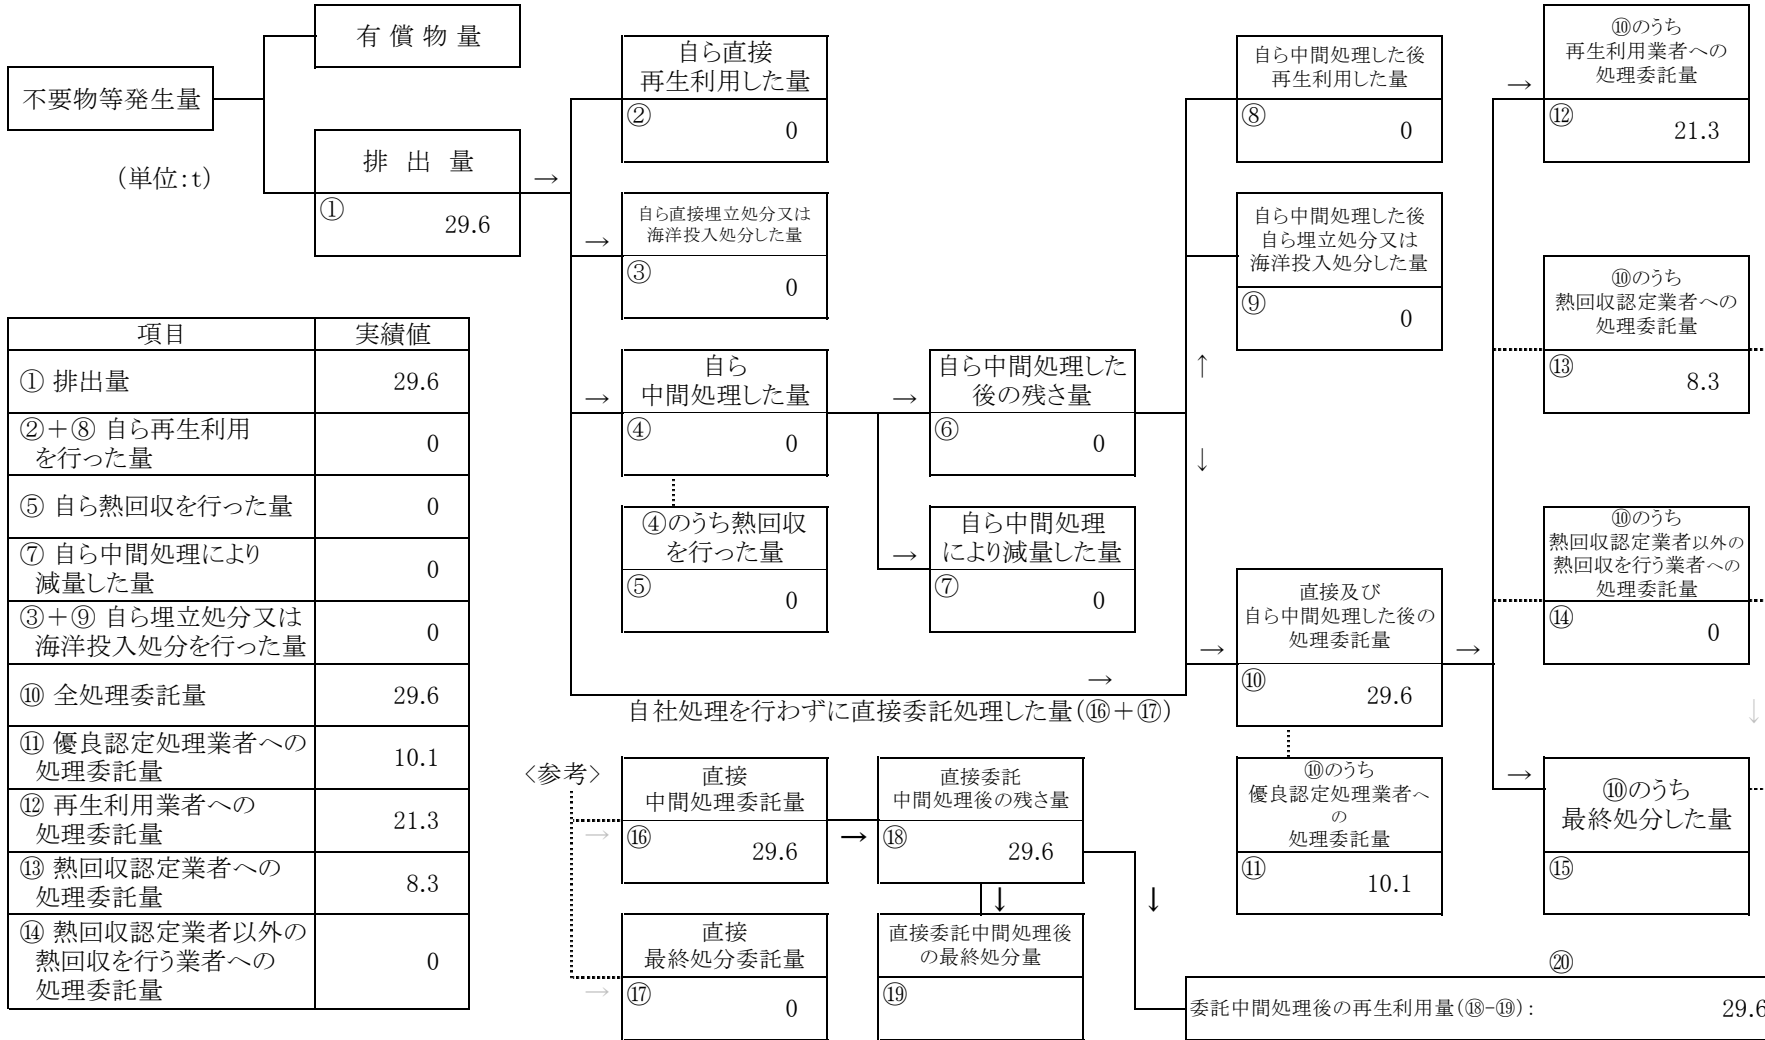 不要物等発生量
有 償 物 量
(単位:t)
排 出 量
→
①
29.6
自ら直接
再生利用した量
②
0
→
自ら直接埋立処分又は
海洋投入処分した量
③
0
→
自ら
中間処理した量
④
0
④のうち熱回収
を行った量
⑤
0
→
自ら中間処理した
後の残さ量
⑥
0
→
自ら中間処理
により減量した量
⑦
0
自ら中間処理した後
再生利用した量
⑧
0
自ら中間処理した後
自ら埋立処分又は
海洋投入処分した量
⑨
0
↑
↓
→
直接及び
自ら中間処理した後の
処理委託量
⑩
29.6
→
→
自社処理を行わずに直接委託処理した量(⑯+⑰)
⑩のうち
優良認定処理業者へ
の
処理委託量
⑪
10.1
→
⑩のうち
再生利用業者への
処理委託量
⑫
21.3
⑩のうち
熱回収認定業者への
処理委託量
⑬
8.3
⑩のうち
熱回収認定業者以外の
熱回収を行う業者への
処理委託量
⑭
0
↓
→
⑩のうち
最終処分した量
⑮
項目 実績値
① 排出量 29.6
②+⑧ 自ら再生利用
を行った量 0
⑤ 自ら熱回収を行った量 0
⑦ 自ら中間処理により
減量した量 0
③+⑨ 自ら埋立処分又は
海洋投入処分を行った量 0
⑩ 全処理委託量 29.6
⑪ 優良認定処理業者への
処理委託量 10.1
⑫ 再生利用業者への
処理委託量 21.3
⑬ 熱回収認定業者への
処理委託量 8.3
⑭ 熱回収認定業者以外の
熱回収を行う業者への
処理委託量 0
<参考>
→
直接
中間処理委託量
⑯
29.6
→
直接委託
中間処理後の残さ量
⑱
29.6
↓
↓
→
直接
最終処分委託量
⑰
0
直接委託中間処理後
の最終処分量
⑲
⑳
委託中間処理後の再生利用量(⑱-⑲): 29.6